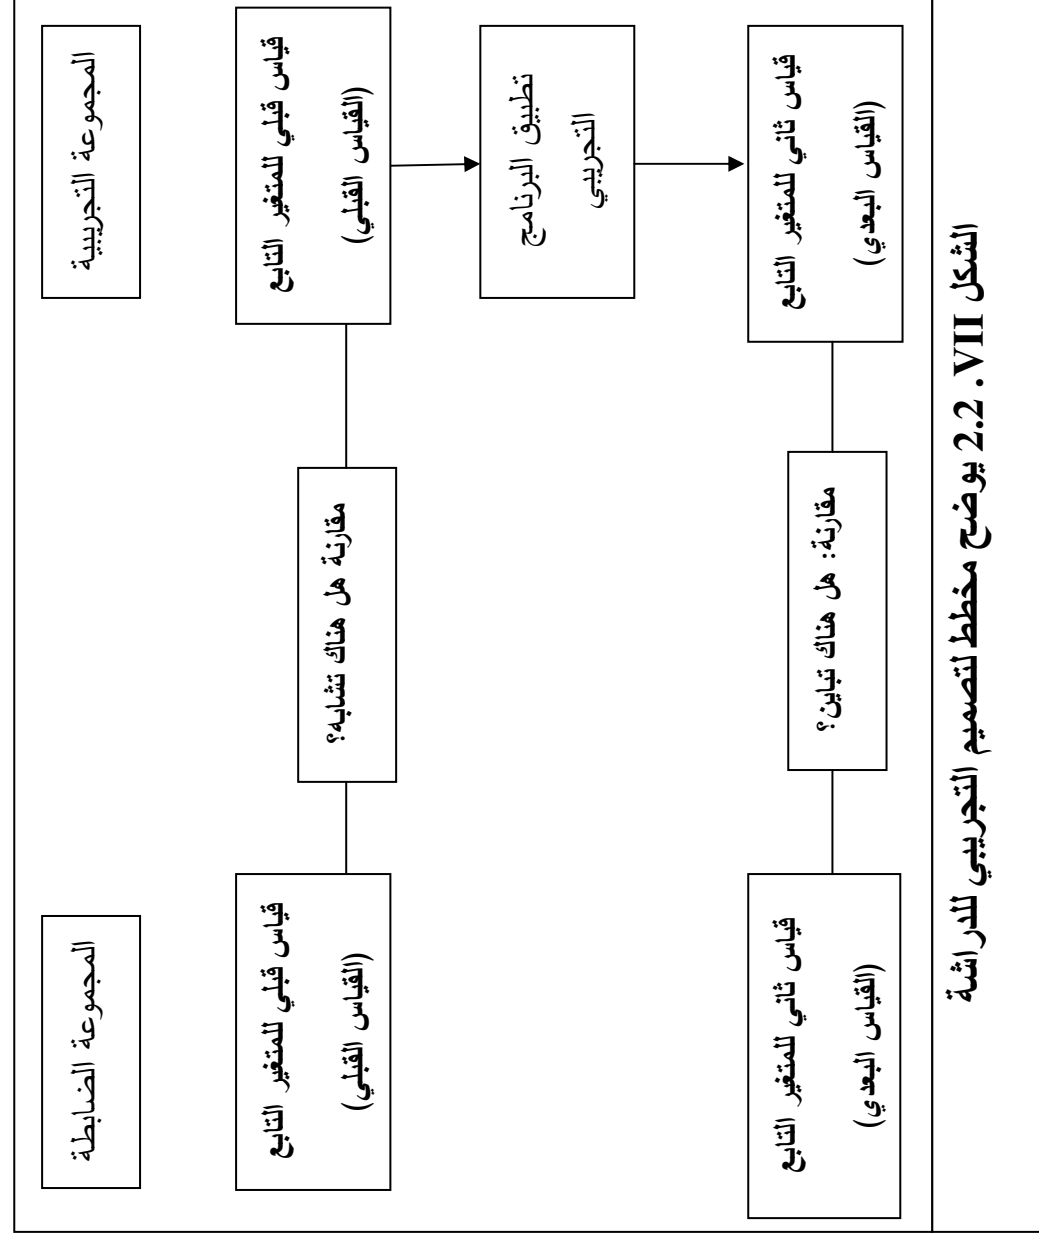 المجموعة التجريبية
المجموعة الضابطة
قياس قبلي للمتغير التابع
(القياس القبلي)
مقارنة هل هناك تشابه؟
قياس قبلي للمتغير التابع
(القياس القبلي)
تطبيق البرنامج
التجريبي
قياس ثاني للمتغير التابع
(القياس البعدي)
مقارنة: هل هناك تباين؟
قياس ثاني للمتغير التابع
(القياس البعدي)
الشكل VII . 2.2 يوضح مخطط لتصميم التجريبي للدراشة